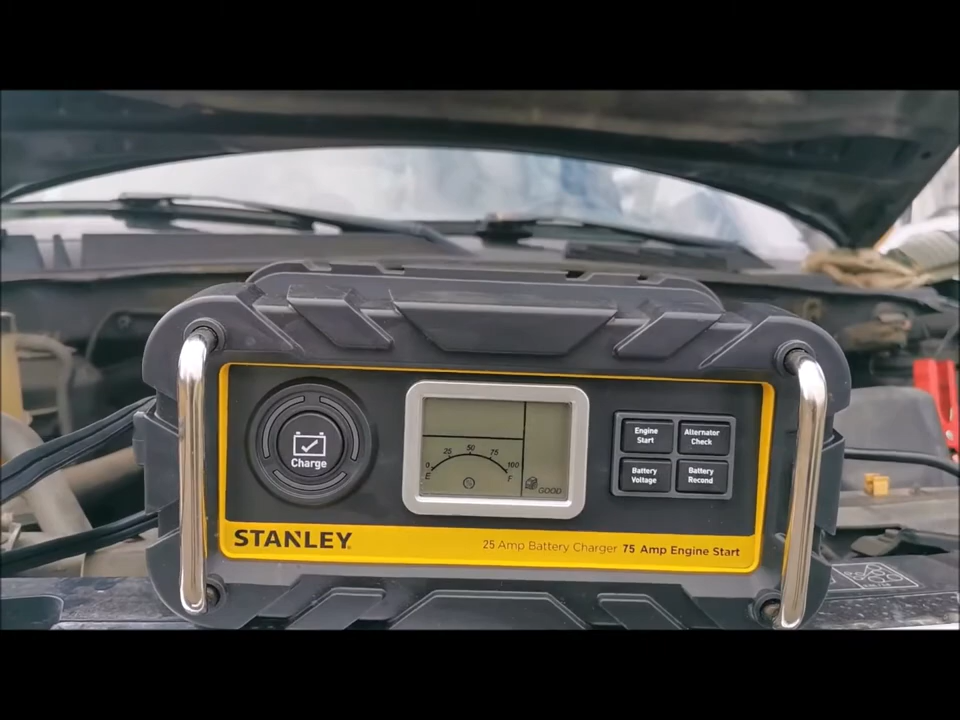 Charge
0 25 50 75 100
E F
%
GOOD
Engine
Start
Alternator
Check
Battery
Voltage
Battery
Recond
STANLEY
25 Amp Battery Charger 75 Amp Engine Start